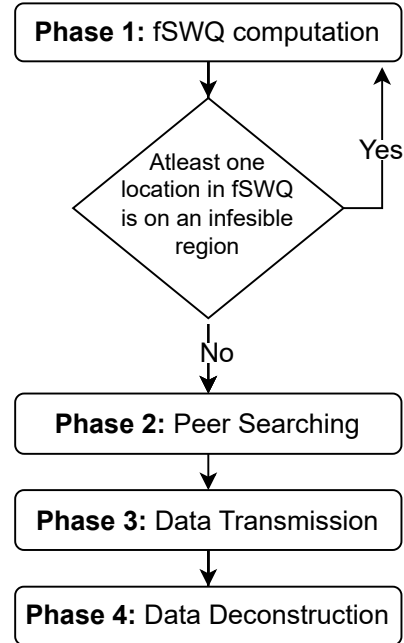 Phase 1: fSWQ computation
Atleast one
location in fSWQ
is on an infesible
region
Yes
No
Phase 2: Peer Searching
Phase 3: Data Transmission
Phase 4: Data Deconstruction